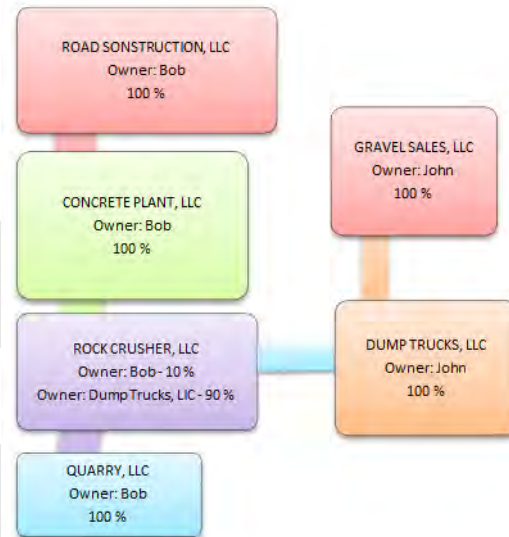 ROAD SONSTRUCTION, LLC
Owner: Bob
100 %
GRAVEL SALES, LLC
Owner: John
100 %
CONCRETE PLANT, LLC
Owner: Bob
100 %
ROCK CRUSHER, LLC
Owner: Bob - 10 %
Owner: Dump Trucks, LIC - 90 %
DUMP TRUCKS, LLC
Owner: John
100 %
QUARRY, LLC
Owner: Bob
100 %